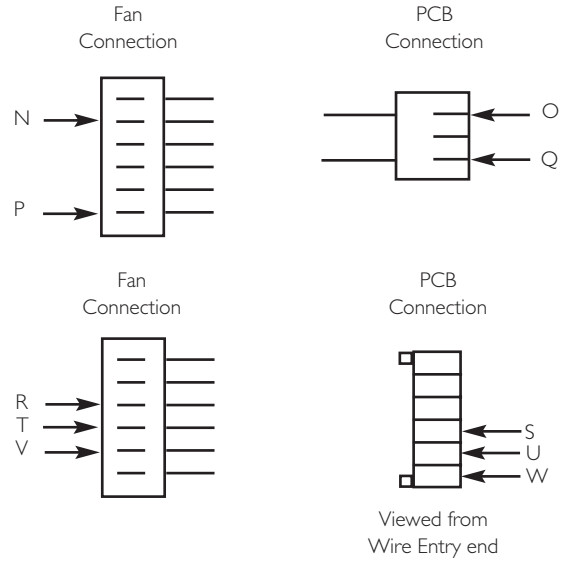 Fan
Connection
PCB
Connection
N
O
Q
P
Fan
Connection
PCB
Connection
R
T
V
S
U
W
Viewed from
Wire Entry end